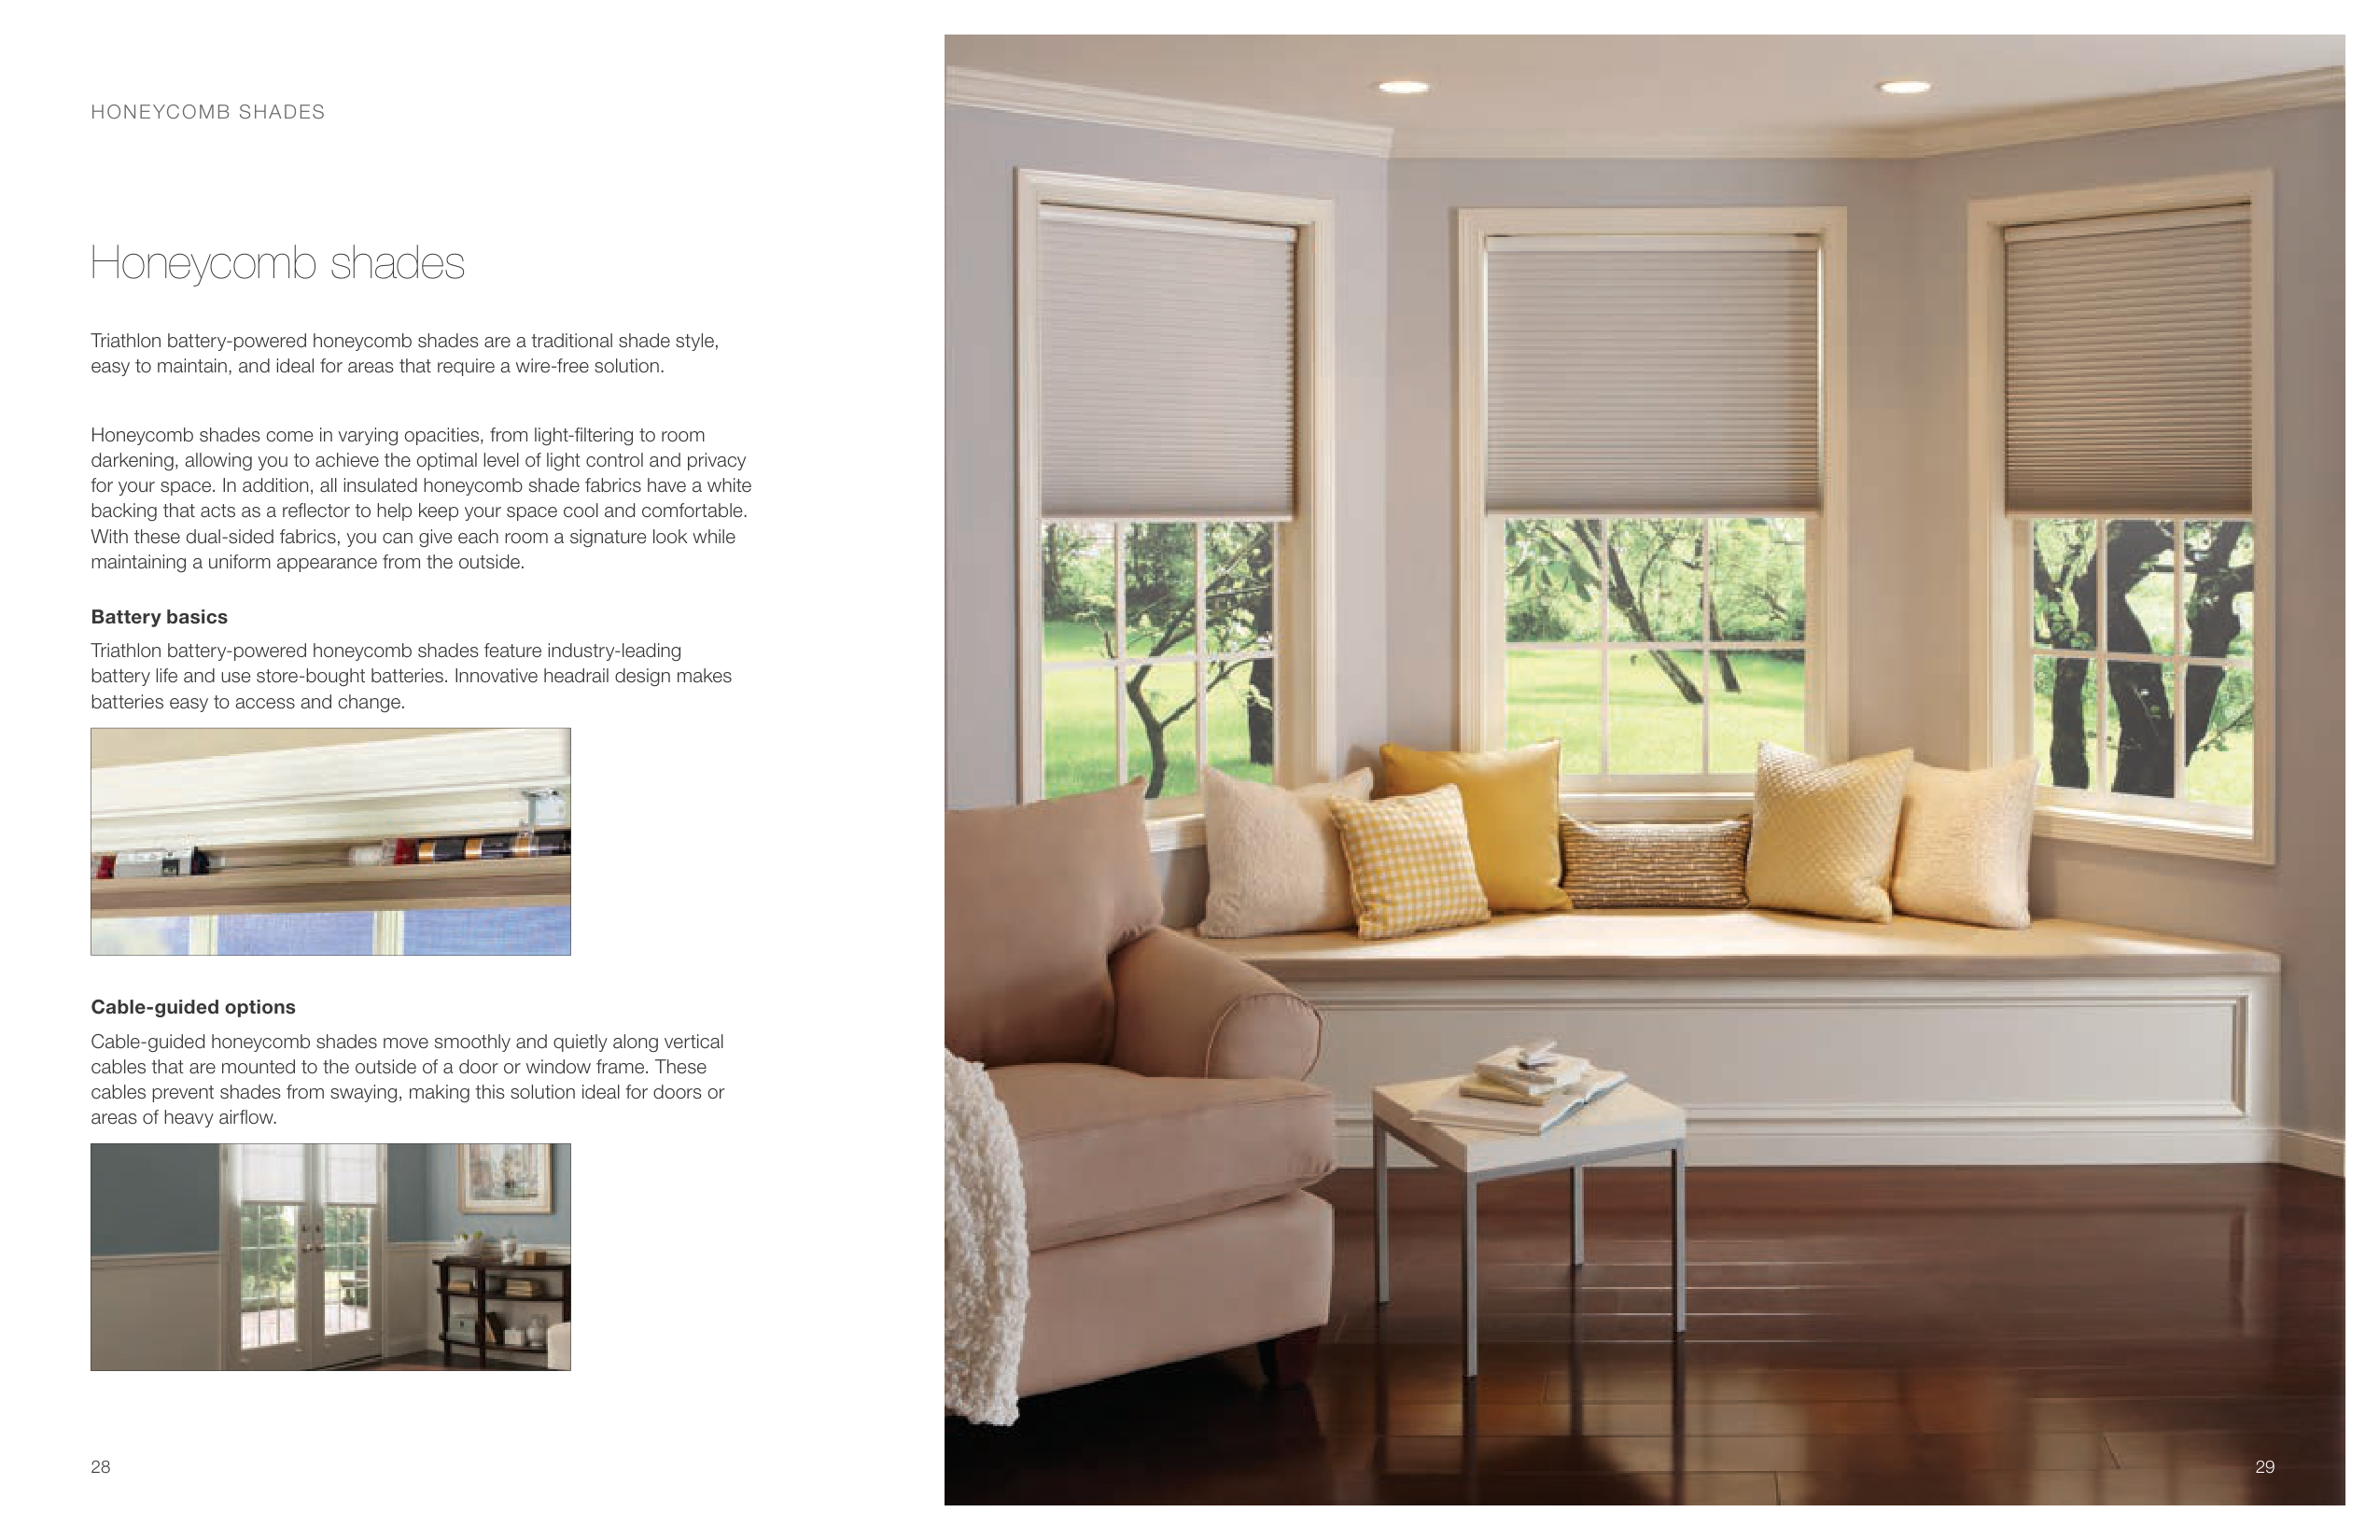 HONEYCOMB SHADES
Honeycomb shades
Triathlon battery-powered honeycomb shades are a traditional shade style,
easy to maintain, and ideal for areas that require a wire-free solution.
Honeycomb shades come in varying opacities, from light-filtering to room
darkening, allowing you to achieve the optimal level of light control and privacy
for your space. In addition, all insulated honeycomb shade fabrics have a white
backing that acts as a reflector to help keep your space cool and comfortable.
With these dual-sided fabrics, you can give each room a signature look while
maintaining a uniform appearance from the outside.
Battery basics
Triathlon battery-powered honeycomb shades feature industry-leading
battery life and use store-bought batteries. Innovative headrail design makes
batteries easy to access and change.
Cable-guided options
Cable-guided honeycomb shades move smoothly and quietly along vertical
cables that are mounted to the outside of a door or window frame. These
cables prevent shades from swaying, making this solution ideal for doors or
areas of heavy airflow.
28
29